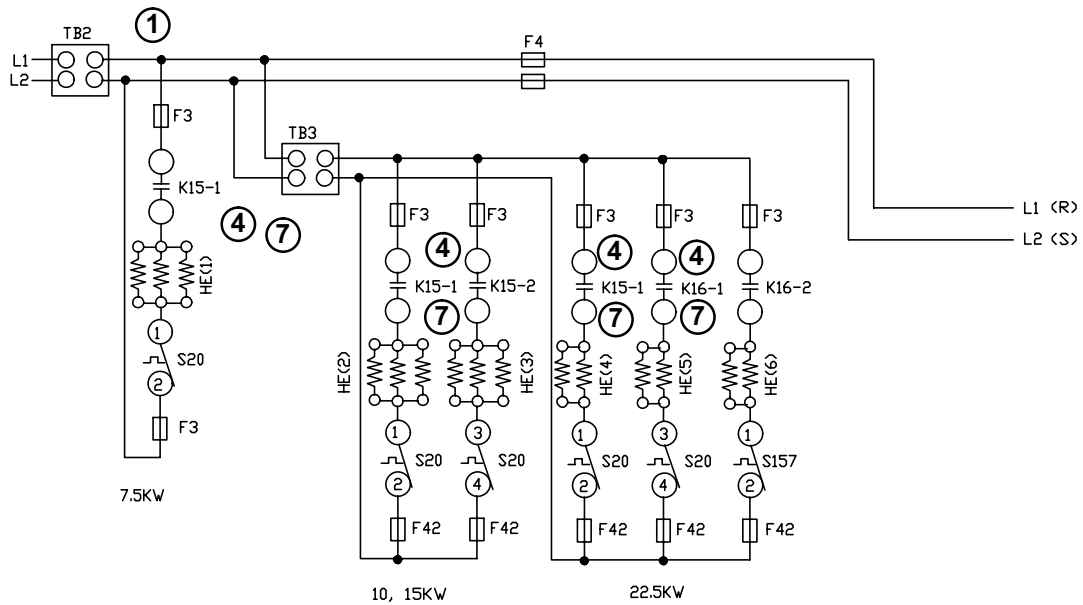 1
TB2
F4
L1
L2
F3
TB3
K15-1
F3 F3 F3 F3 F3
L1 (R)
4 7
L2 (S)
4 4 4
HE(1)
K15-1 K15-2 K15-1 K16-1 K16-2
7 7 7
1
S20
HE(2) HE(3) HE(4) HE(5) HE(6)
2
F3
1 3 1 3 1
S20 S20 S20 S20 S157
2 4 2 4 2
7.5KW
F42 F42 F42 F42 F42
10, 15KW
22.5KW